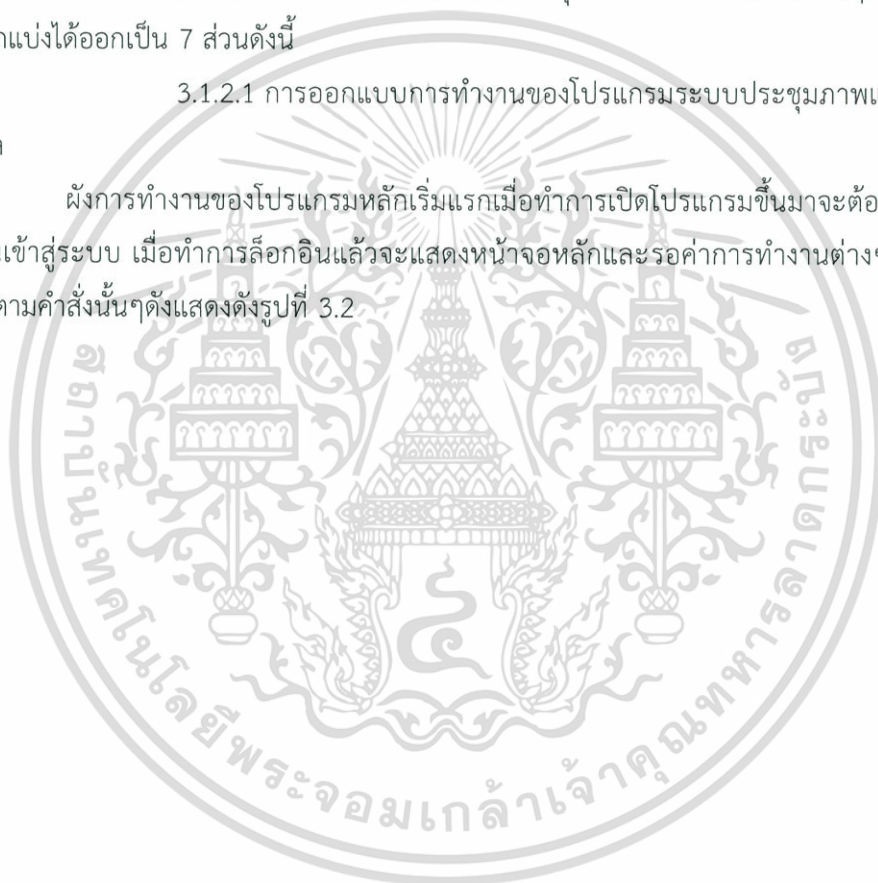 แบ่งได้ออกเป็น 7 ส่วนดังนี้
3.1.2.1 การออกแบบการทำงานของโปรแกรมระบบประชุมภาพ
ผังการทำงานของโปรแกรมหลักเริ่มแรกเมื่อทำการเปิดโปรแกรมขึ้นมาจะต้อ
เข้าสู่ระบบ เมื่อทำการล็อกอินแล้วจะแสดงหน้าจอหลักและรอค่าการทำงานต่างๆ
ตามคำสั่งนั้นๆดังแสดงดังรูปที่ 3.2
สถาบันเทคโนโลยีพระจอมเกล้าเจ้าคุณทหารลาดกระบัง